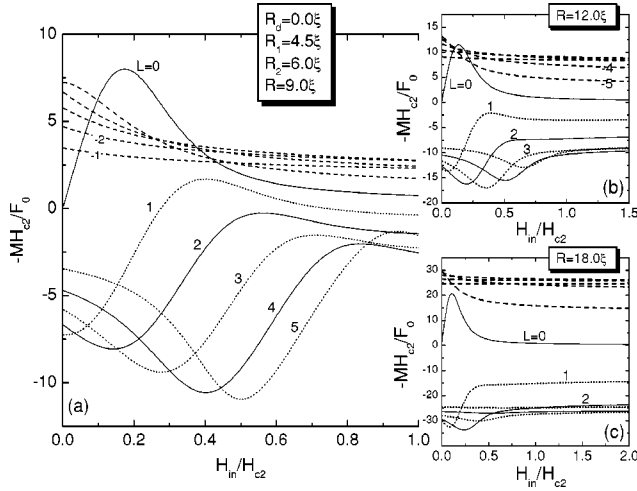 R_d=0.0ξ
R_1=4.5ξ
R_2=6.0ξ
R=9.0ξ
L=0
-2
-1
1
2
3
4
5
(a)
10
5
0
-5
-10
-MH_c2/F_0
0.0 0.2 0.4 0.6 0.8 1.0
H_in/H_c2
R=12.0ξ
L=0
-4
-5
1
2
3
(b)
15
10
5
0
-5
-10
-15
-20
-MH_c2/F_0
0.0 0.5 1.0 1.5
H_in/H_c2
R=18.0ξ
L=0
1
2
(c)
30
20
10
0
-10
-20
-30
-MH_c2/F_0
0.0 0.5 1.0 1.5 2.0
H_in/H_c2